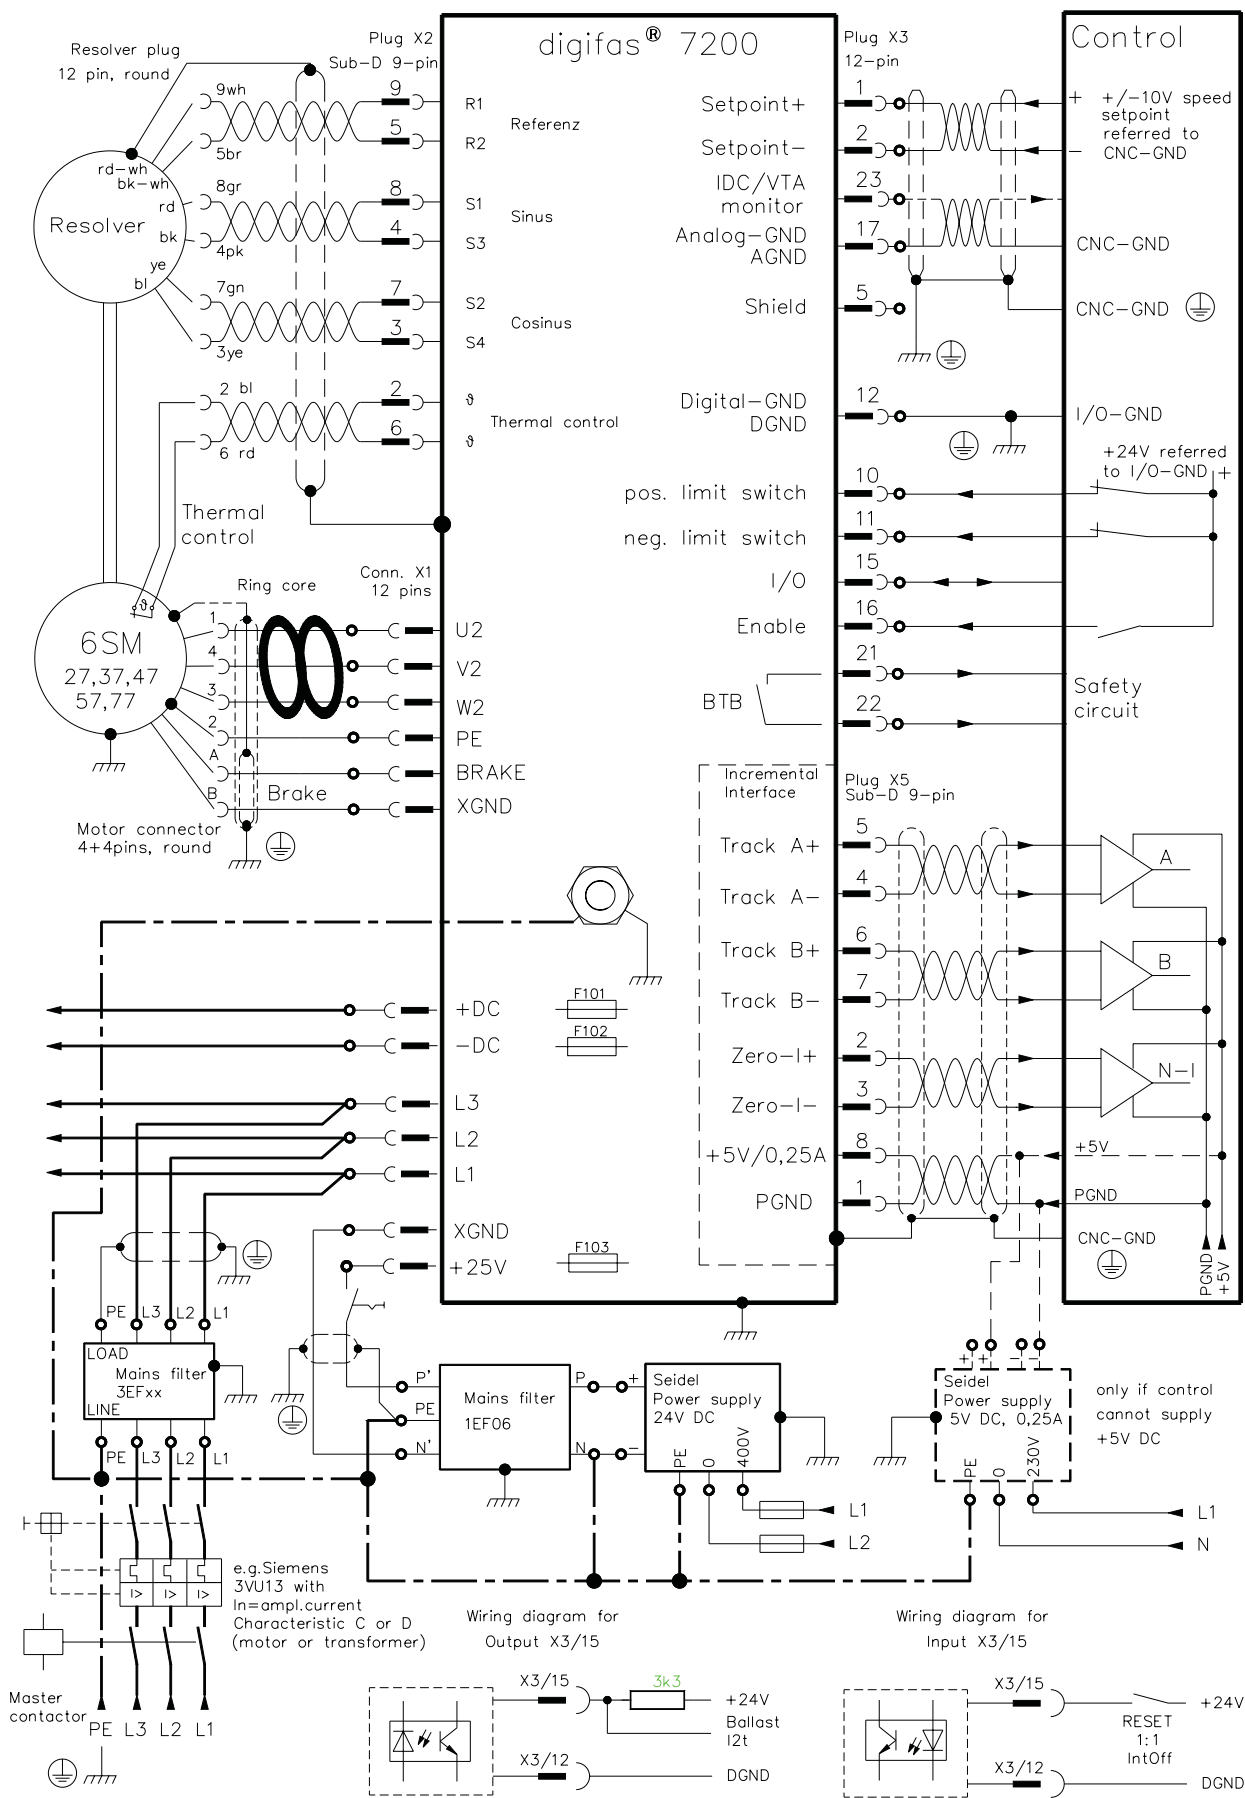 digifas® 7200
Control
Resolver plug
12 pin, round
Plug X2
Sub-D 9-pin
Plug X3
12-pin
9wh
9
R1
Referenz
5br
5
R2
rd-wh
bk-wh
Resolver
rd
bk
ye
bl
8gr
8
S1
Sinus
4pk
4
S3
7gn
7
S2
Cosinus
3ye
3
S4
2 bl
2
ϑ
Thermal control
6 rd
6
ϑ
Setpoint+
1
+
+/-10V speed
setpoint
referred to
CNC-GND
Setpoint-
2
-
IDC/VTA
monitor
23
Analog-GND
AGND
17
CNC-GND
Shield
5
CNC-GND
Digital-GND
DGND
12
I/O-GND
+24V referred
to I/O-GND
+
pos. limit switch
10
neg. limit switch
11
I/O
15
Enable
16
BTB
21
22
Safety
circuit
Thermal
control
Ring core
Conn. X1
12 pins
ϑ
6SM
27,37,47
57,77
1
U2
4
V2
3
W2
2
PE
A
BRAKE
B
Brake
XGND
Motor connector
4+4pins, round
Incremental
Interface
Plug X5
Sub-D 9-pin
Track A+
5
A
Track A-
4
Track B+
6
B
Track B-
7
Zero-I+
2
N-I
Zero-I-
3
+5V/0,25A
8
+5V
PGND
1
PGND
CNC-GND
PGND
+5V
+DC
F101
-DC
F102
L3
L2
L1
XGND
+25V
F103
PE
L3
L2
L1
LOAD
Mains filter
3EFxx
LINE
PE
L3
L2
L1
P'
PE
N'
Mains filter
1EF06
P
N
+
-
Seidel
Power supply
24V DC
PE
0
400V
L1
L2
+
+
-
-
Seidel
Power supply
5V DC, 0,25A
PE
0
230V
only if control
cannot supply
+5V DC
L1
N
I>
I>
I>
e.g.Siemens
3VU13 with
In=ampl.current
Characteristic C or D
(motor or transformer)
Master
contactor
PE
L3
L2
L1
Wiring diagram for
Output X3/15
X3/15
3k3
+24V
Ballast
I2t
X3/12
DGND
Wiring diagram for
Input X3/15
X3/15
+24V
RESET
1:1
IntOff
X3/12
DGND